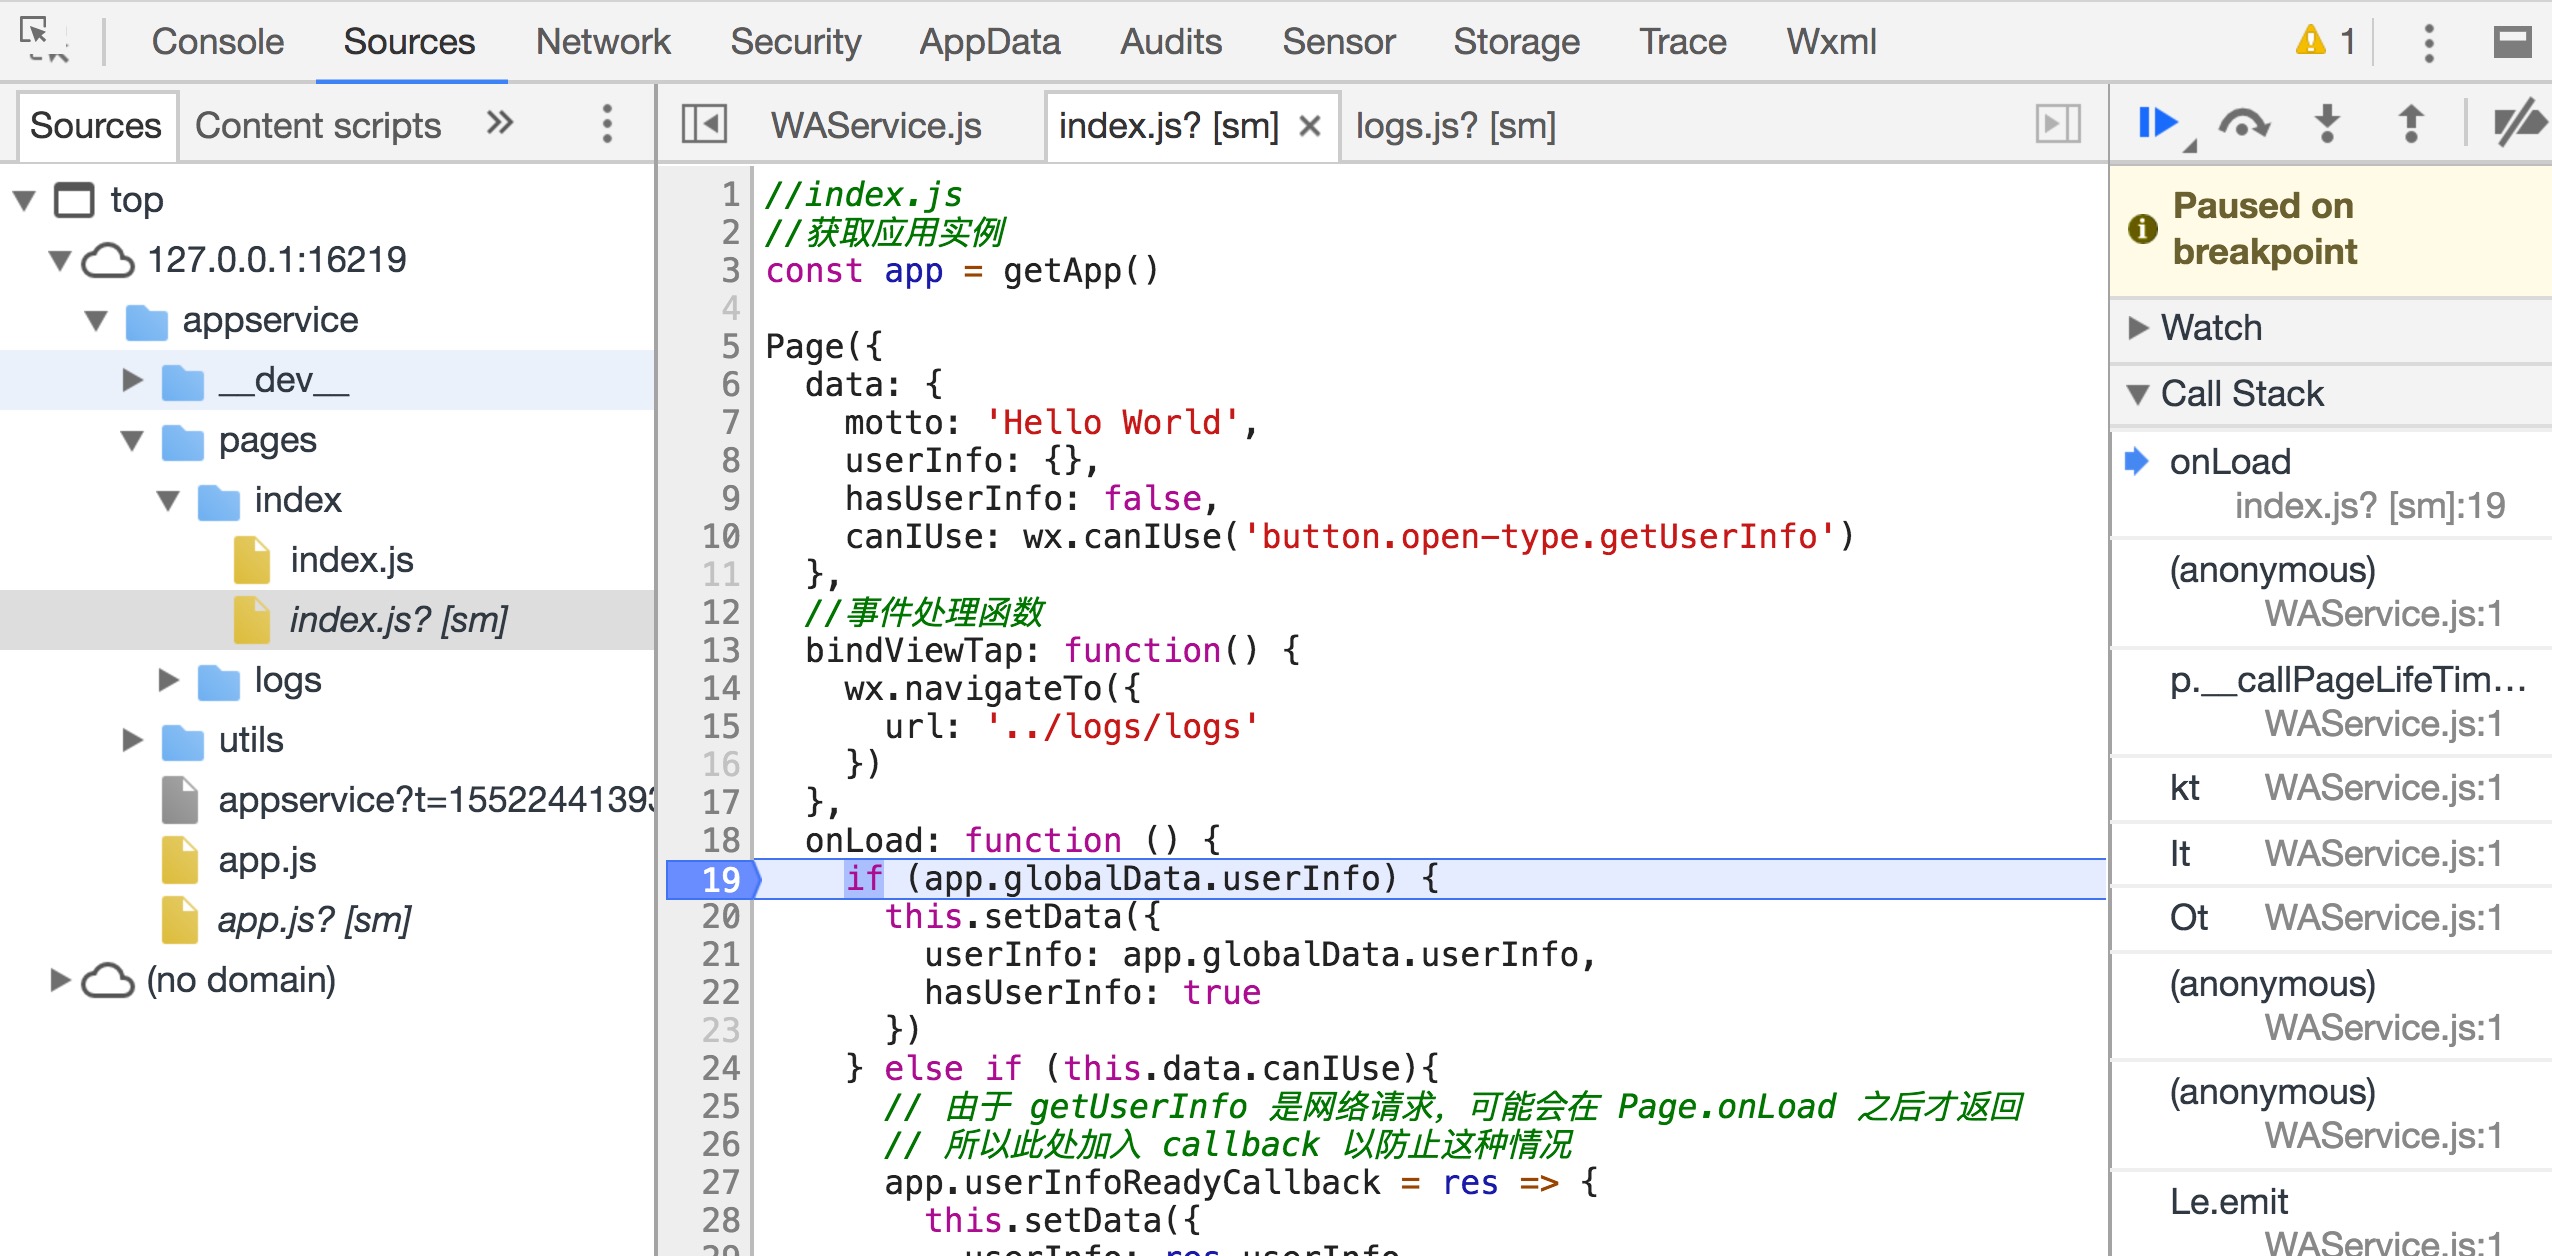 Console Sources Network Security AppData Audits Sensor Storage Trace Wxml 1
Sources Content scripts
top
127.0.0.1:16219
appservice
__dev__
pages
index
index.js
index.js? [sm]
logs
utils
appservice?t=1552244139
app.js
app.js? [sm]
(no domain)
WAService.js index.js? [sm] logs.js? [sm]
1 //index.js
2 //获取应用实例
3 const app = getApp()
4
5 Page({
6 data: {
7 motto: 'Hello World',
8 userInfo: {},
9 hasUserInfo: false,
10 canIUse: wx.canIUse('button.open-type.getUserInfo')
11 },
12 //事件处理函数
13 bindViewTap: function() {
14 wx.navigateTo({
15 url: '../logs/logs'
16 })
17 },
18 onLoad: function () {
19 if (app.globalData.userInfo) {
20 this.setData({
21 userInfo: app.globalData.userInfo,
22 hasUserInfo: true
23 })
24 } else if (this.data.canIUse){
25 // 由于 getUserInfo 是网络请求，可能会在 Page.onLoad 之后才返回
26 // 所以此处加入 callback 以防止这种情况
27 app.userInfoReadyCallback = res => {
28 this.setData({
29 userInfo: res.userInfo
Paused on
breakpoint
Watch
Call Stack
onLoad
index.js? [sm]:19
(anonymous)
WAService.js:1
p.__callPageLifeTim...
WAService.js:1
kt WAService.js:1
It WAService.js:1
Ot WAService.js:1
(anonymous)
WAService.js:1
(anonymous)
WAService.js:1
Le.emit
WAService.js:1